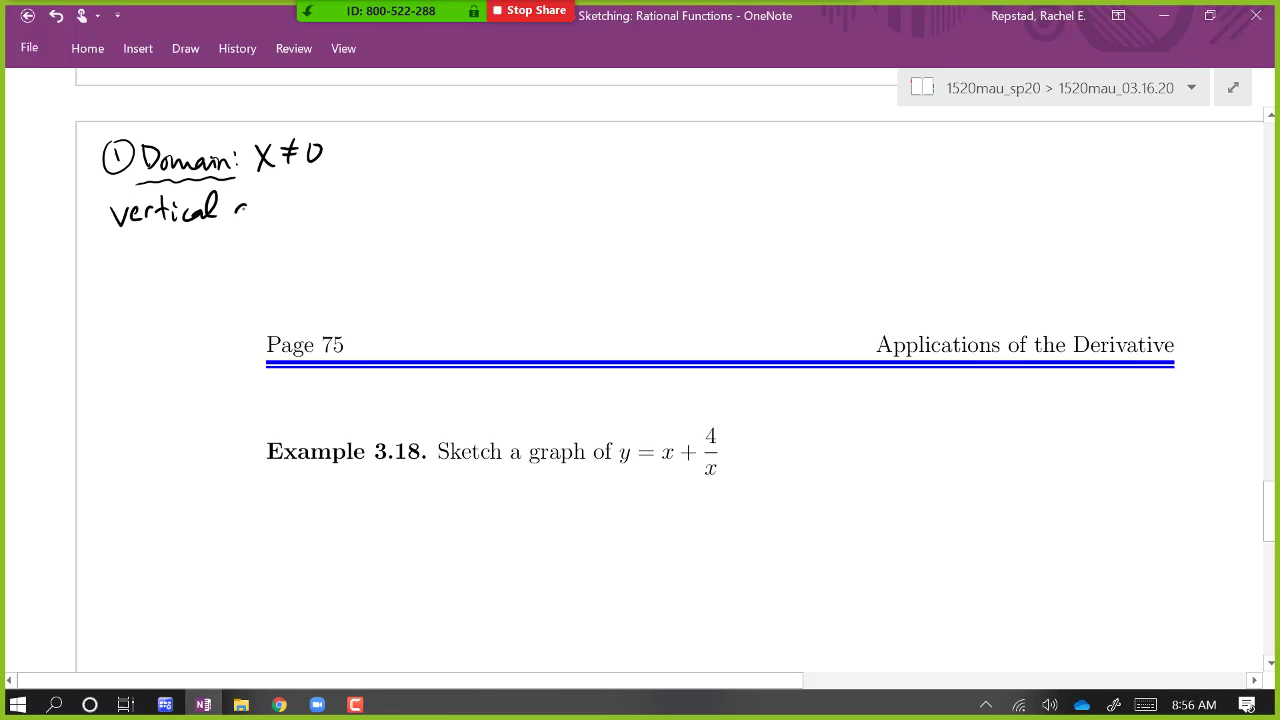 ID: 800-522-288
Stop Share
Sketching: Rational Functions - OneNote
Repstad, Rachel E.
File Home Insert Draw History Review View
1520mau_sp20 > 1520mau_03.16.20
① Domain: x ≠ 0
vertical
Page 75 Applications of the Derivative
Example 3.18. Sketch a graph of y = x + 4/x
8:56 AM